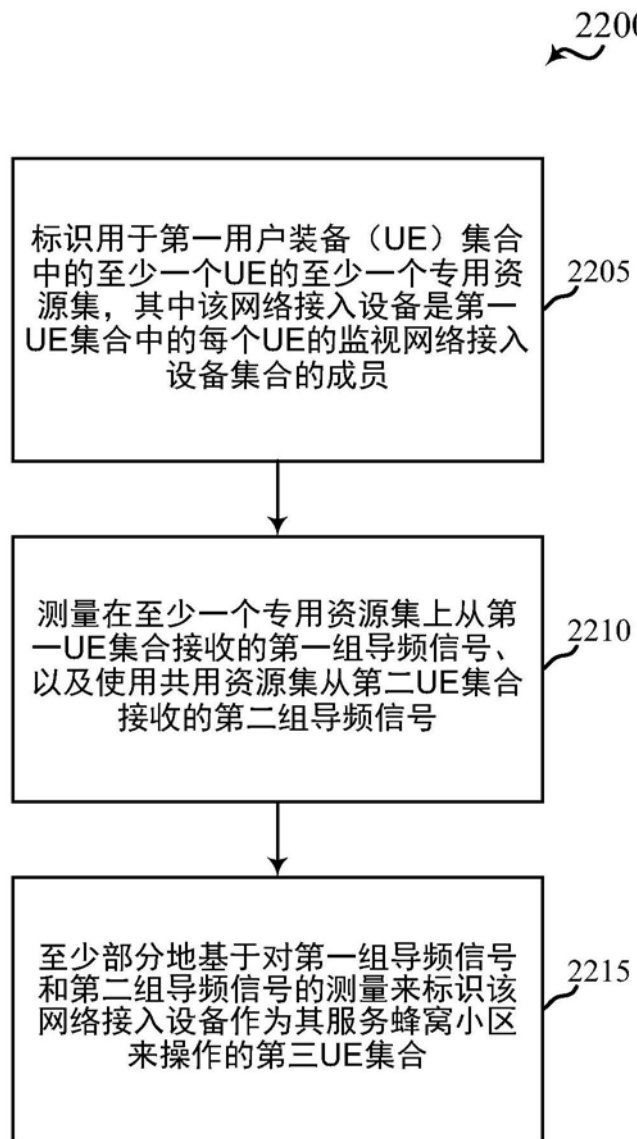 2200
标识用于第一用户装备（UE）集合
中的至少一个UE的至少一个专用资
源集，其中该网络接入设备是第一
UE集合中的每个UE的监视网络接入
设备集合的成员
2205
测量在至少一个专用资源集上从第
一UE集合接收的第一组导频信号、
以及使用共用资源集从第二UE集合
接收的第二组导频信号
2210
至少部分地基于对第一组导频信号
和第二组导频信号的测量来标识该
网络接入设备作为其服务蜂窝小区
来操作的第三UE集合
2215